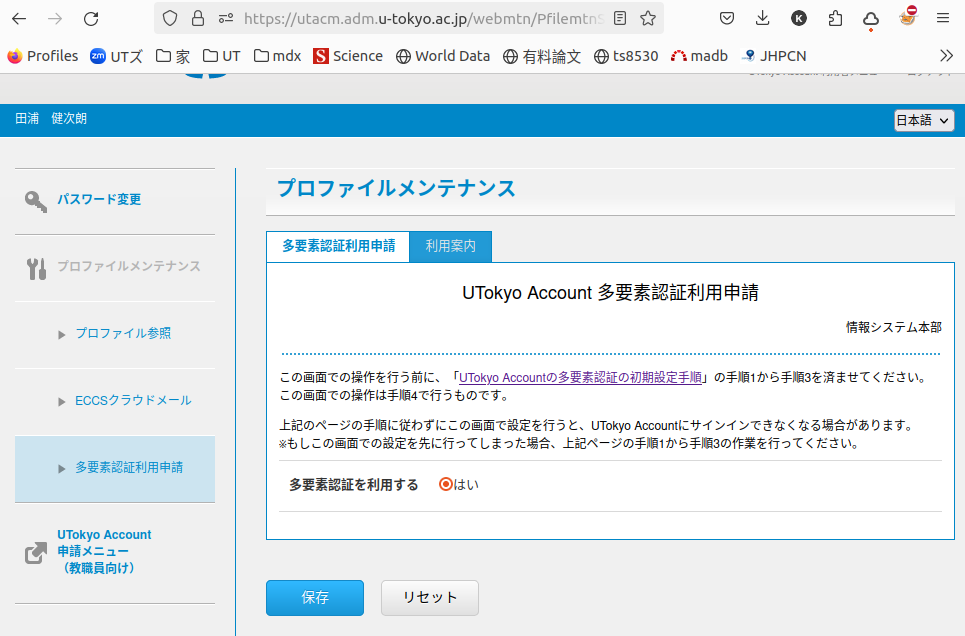 https://utacm.adm.u-tokyo.ac.jp/webmtn/PfilemtnS
Profiles
zm UTズ
家
UT
mdx
S Science
World Data
有料論文
ts8530
madb
JHPCN
田浦 健次朗
日本語
パスワード変更
プロファイルメンテナンス
プロファイル参照
ECCSクラウドメール
多要素認証利用申請
UTokyo Account
申請メニュー
（教職員向け）
プロファイルメンテナンス
多要素認証利用申請
利用案内
UTokyo Account 多要素認証利用申請
情報システム本部
この画面での操作を行う前に、「UTokyo Accountの多要素認証の初期設定手順」の手順1から手順3を済ませてください。
この画面での操作は手順4で行うものです。
上記のページの手順に従わずにこの画面で設定を行うと、UTokyo Accountにサインインできなくなる場合があります。
※もしこの画面での設定を先に行ってしまった場合、上記ページの手順1から手順3の作業を行ってください。
多要素認証を利用する はい
保存
リセット